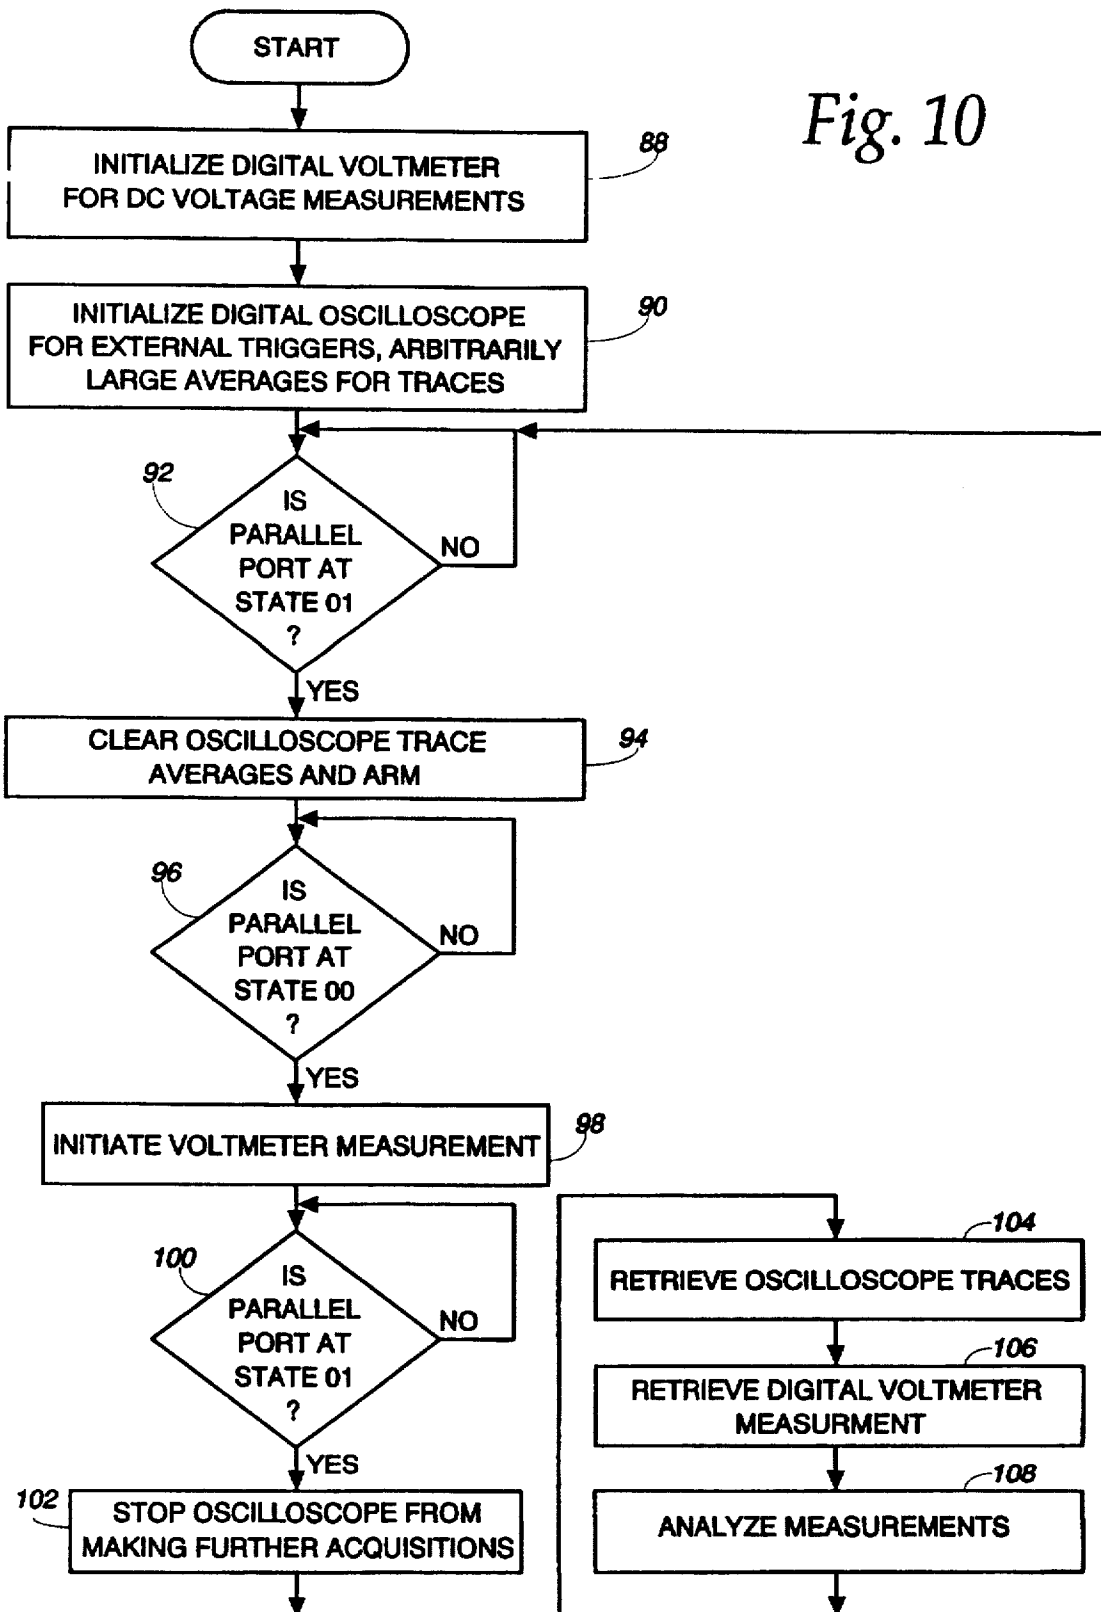 START
Fig. 10
INITIALIZE DIGITAL VOLTMETER
FOR DC VOLTAGE MEASUREMENTS
88
INITIALIZE DIGITAL OSCILLOSCOPE
FOR EXTERNAL TRIGGERS, ARBITRARILY
LARGE AVERAGES FOR TRACES
90
92
IS
PARALLEL
PORT AT
STATE 01
?
NO
YES
CLEAR OSCILLOSCOPE TRACE
AVERAGES AND ARM
94
96
IS
PARALLEL
PORT AT
STATE 00
?
NO
YES
INITIATE VOLTMETER MEASUREMENT
98
100
IS
PARALLEL
PORT AT
STATE 01
?
NO
YES
102
STOP OSCILLOSCOPE FROM
MAKING FURTHER ACQUISITIONS
104
RETRIEVE OSCILLOSCOPE TRACES
106
RETRIEVE DIGITAL VOLTMETER
MEASURMENT
108
ANALYZE MEASUREMENTS